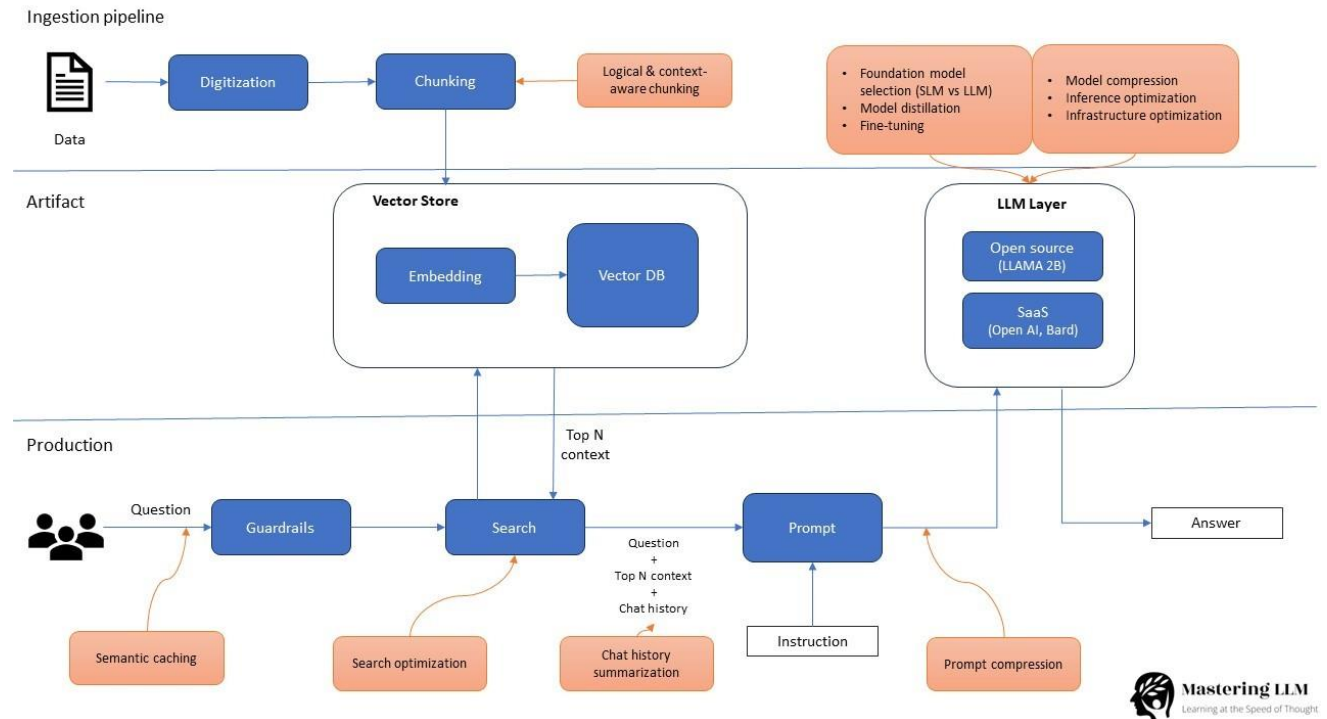 Ingestion pipeline
Data
Digitization
Chunking
Logical & context-
aware chunking
• Foundation model
selection (SLM vs LLM)
• Model distillation
• Fine-tuning
• Model compression
• Inference optimization
• Infrastructure optimization
Artifact
Vector Store
Embedding
Vector DB
LLM Layer
Open source
(LLAMA 2B)
SaaS
(Open AI, Bard)
Production
Top N
context
Question
Guardrails
Search
Question
+
Top N context
+
Chat history
Prompt
Answer
Instruction
Semantic caching
Search optimization
Chat history
summarization
Prompt compression
Mastering LLM
Learning at the Speed of Thought